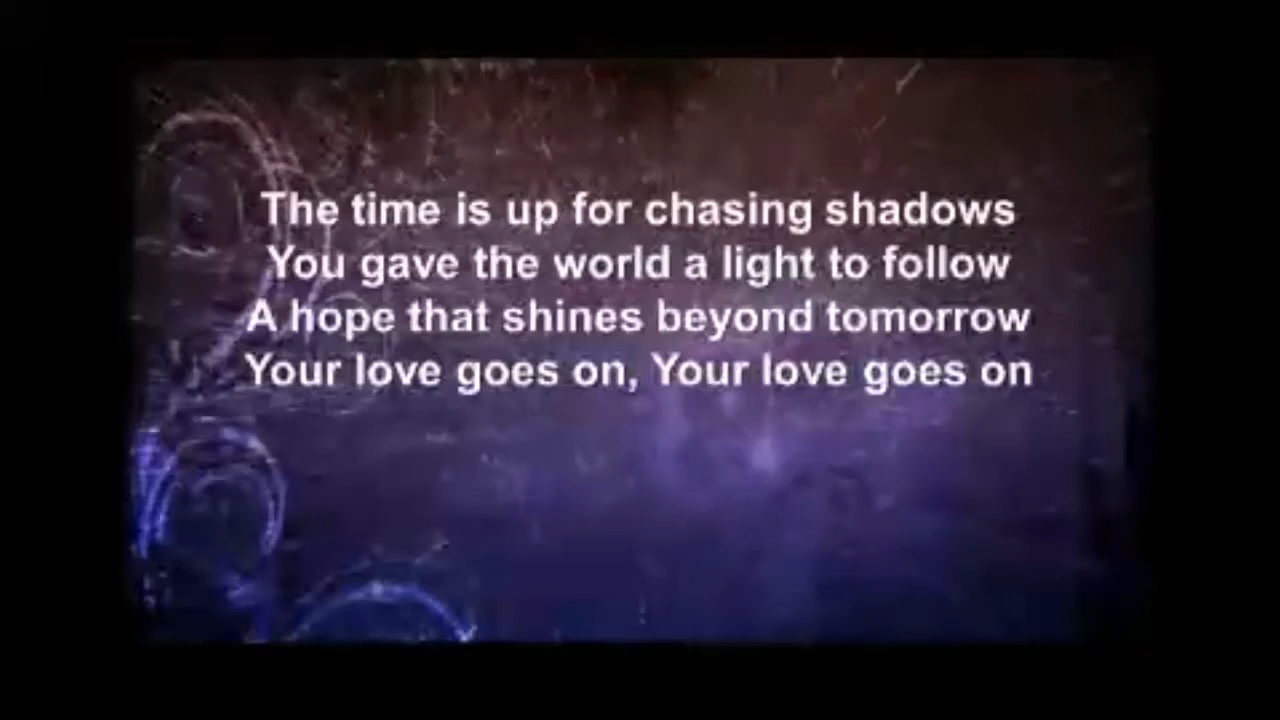 The time is up for chasing shadows
You gave the world a light to follow
A hope that shines beyond tomorrow
Your love goes on, Your love goes on